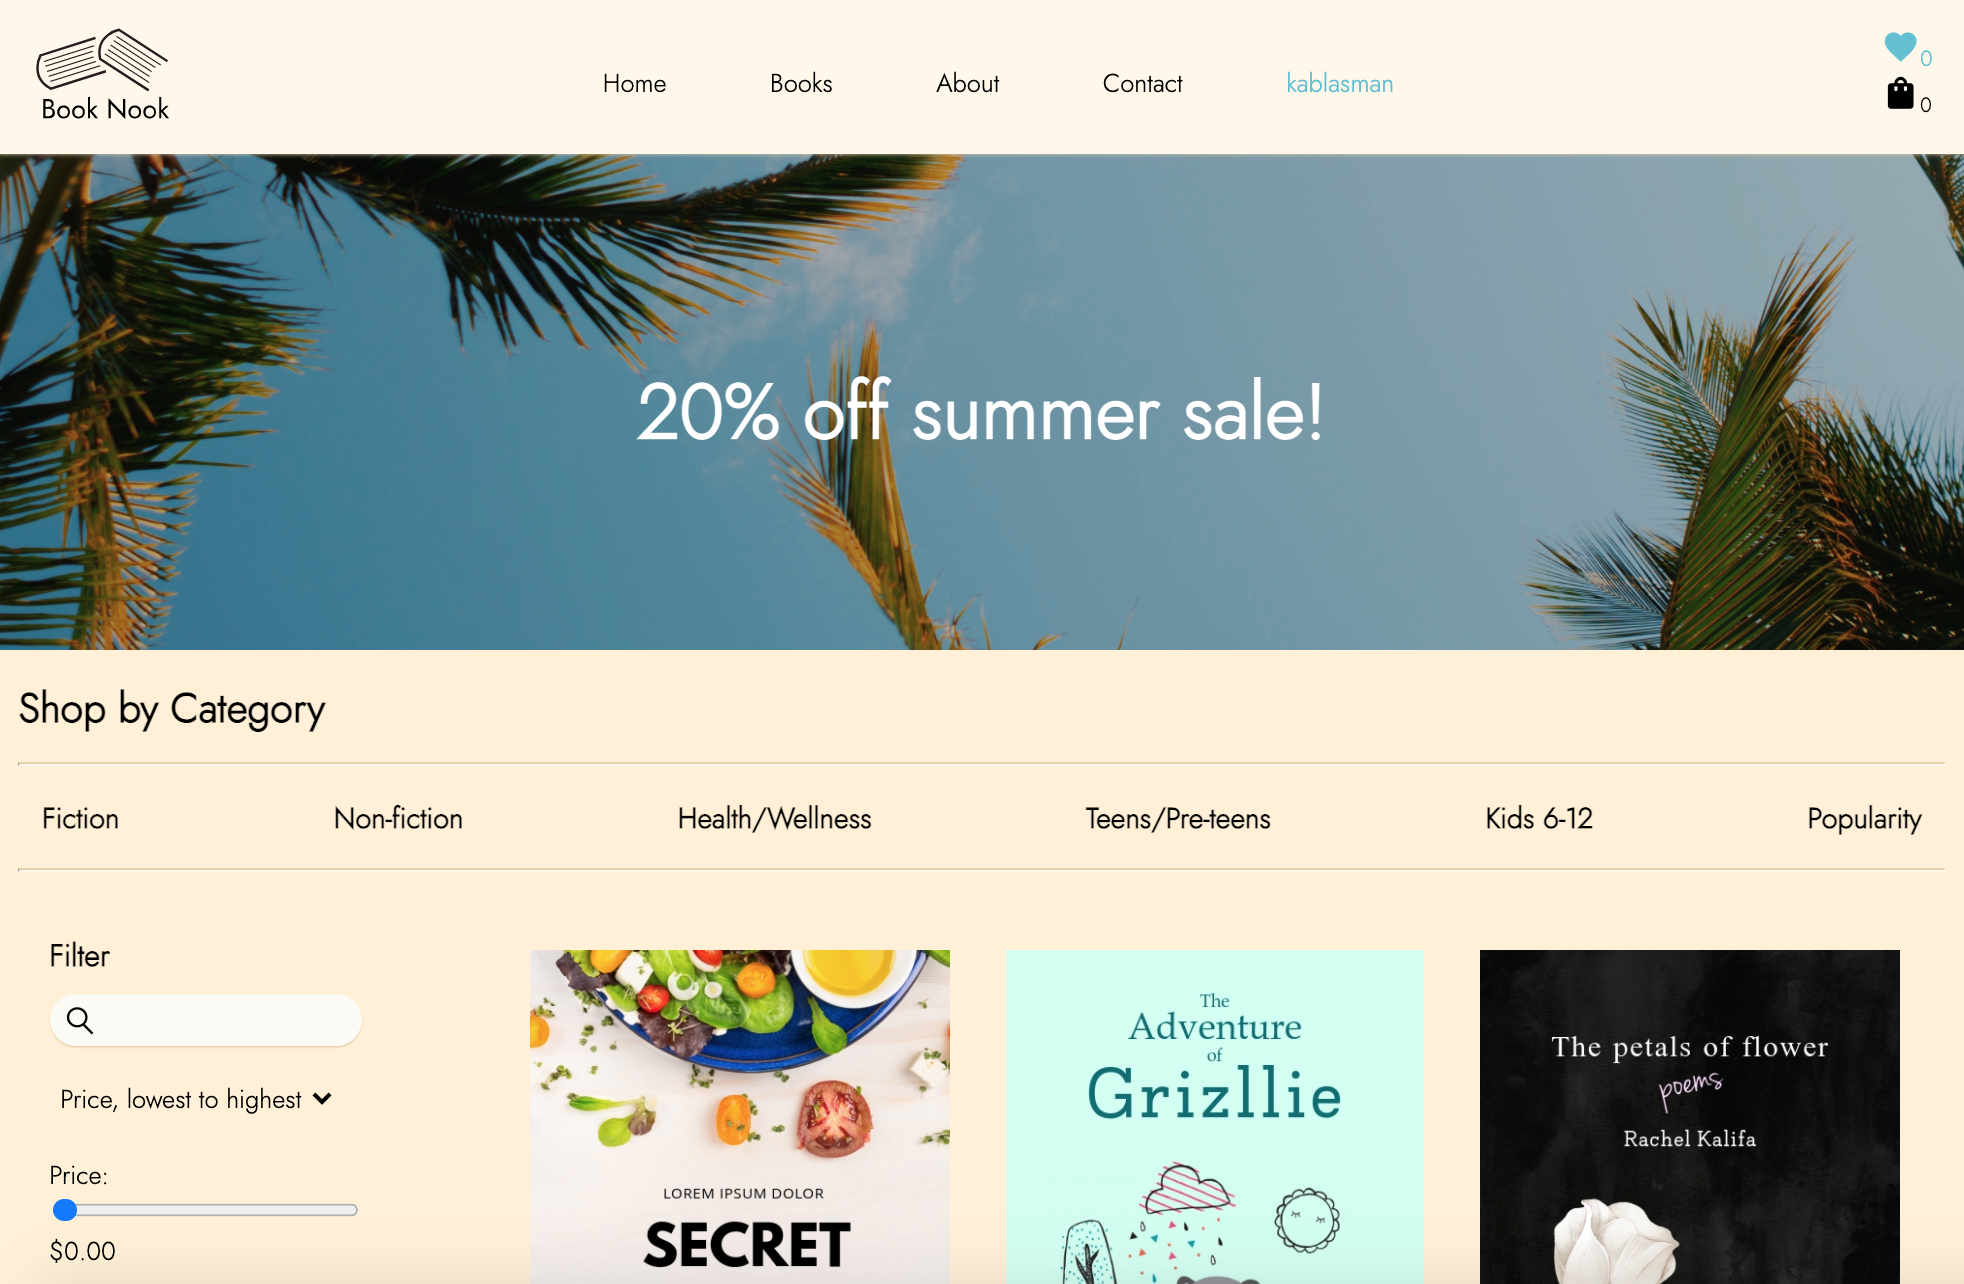 Book Nook
Home
Books
About
Contact
kablasman
0
0
20% off summer sale!
Shop by Category
Fiction
Non-fiction
Health/Wellness
Teens/Pre-teens
Kids 6-12
Popularity
Filter
Price, lowest to highest
Price:
$0.00
LOREM IPSUM DOLOR
SECRET
The
Adventure
of
Grizllie
The petals of flower
poems
Rachel Kalifa